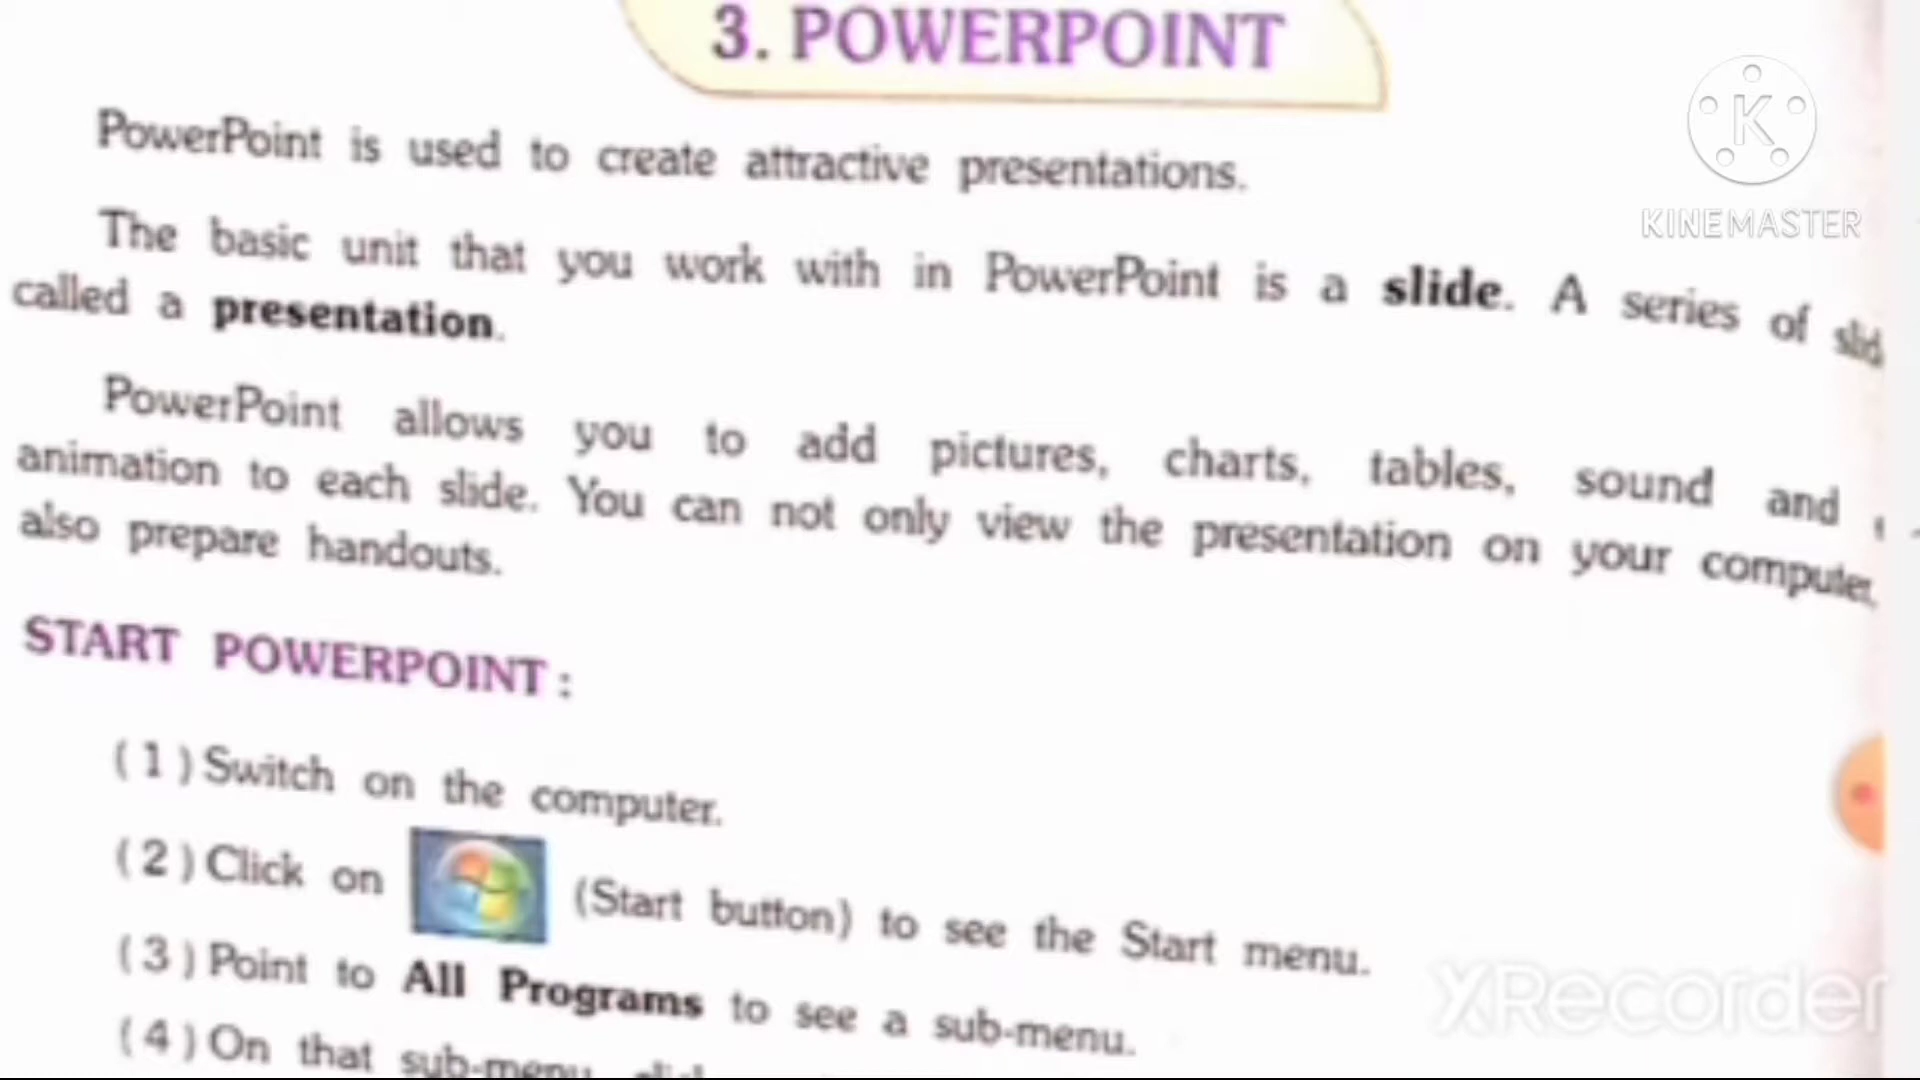 3. POWERPOINT
PowerPoint is used to create attractive presentations.
The basic unit that you work with in PowerPoint is a slide. A series of
called a presentation.
PowerPoint allows you to add pictures, charts, tables, sound and
animation to each slide. You can not only view the presentation on your computer,
also prepare handouts.
START POWERPOINT :
( 1 ) Switch on the computer.
( 2 ) Click on (Start button) to see the Start menu.
( 3 ) Point to All Programs to see a sub-menu.
( 4 ) On that sub-menu
K
KINEMASTER
XRecorder